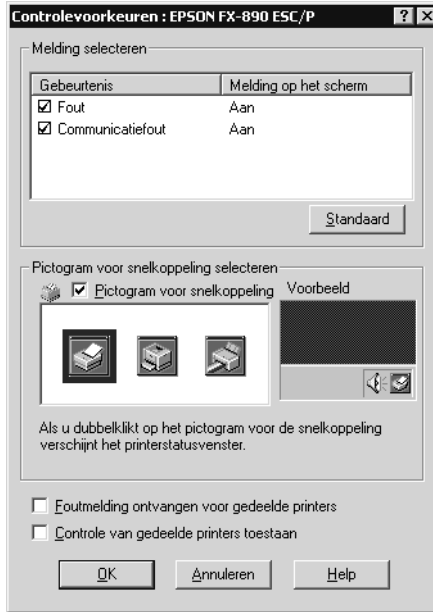 Controlevoorkeuren : EPSON FX-890 ESC/P
Melding selecteren
Gebeurtenis Melding op het scherm
Fout Aan
Communicatiefout Aan
Standaard
Pictogram voor snelkoppeling selecteren
Pictogram voor snelkoppeling Voorbeeld
Als u dubbelklikt op het pictogram voor de snelkoppeling
verschijnt het printerstatusvenster.
Foutmelding ontvangen voor gedeelde printers
Controle van gedeelde printers toestaan
OK Annuleren Help